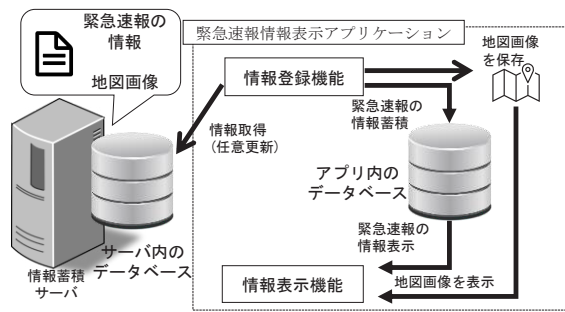 緊急速報の
情報
地図画像
緊急速報情報表示アプリケーション
地図画像
を保存
情報登録機能
緊急速報の
情報蓄積
情報取得
(任意更新)
アプリ内の
データベース
サーバ内の
データベース
情報蓄積
サーバ
緊急速報の
情報表示
情報表示機能
地図画像を表示